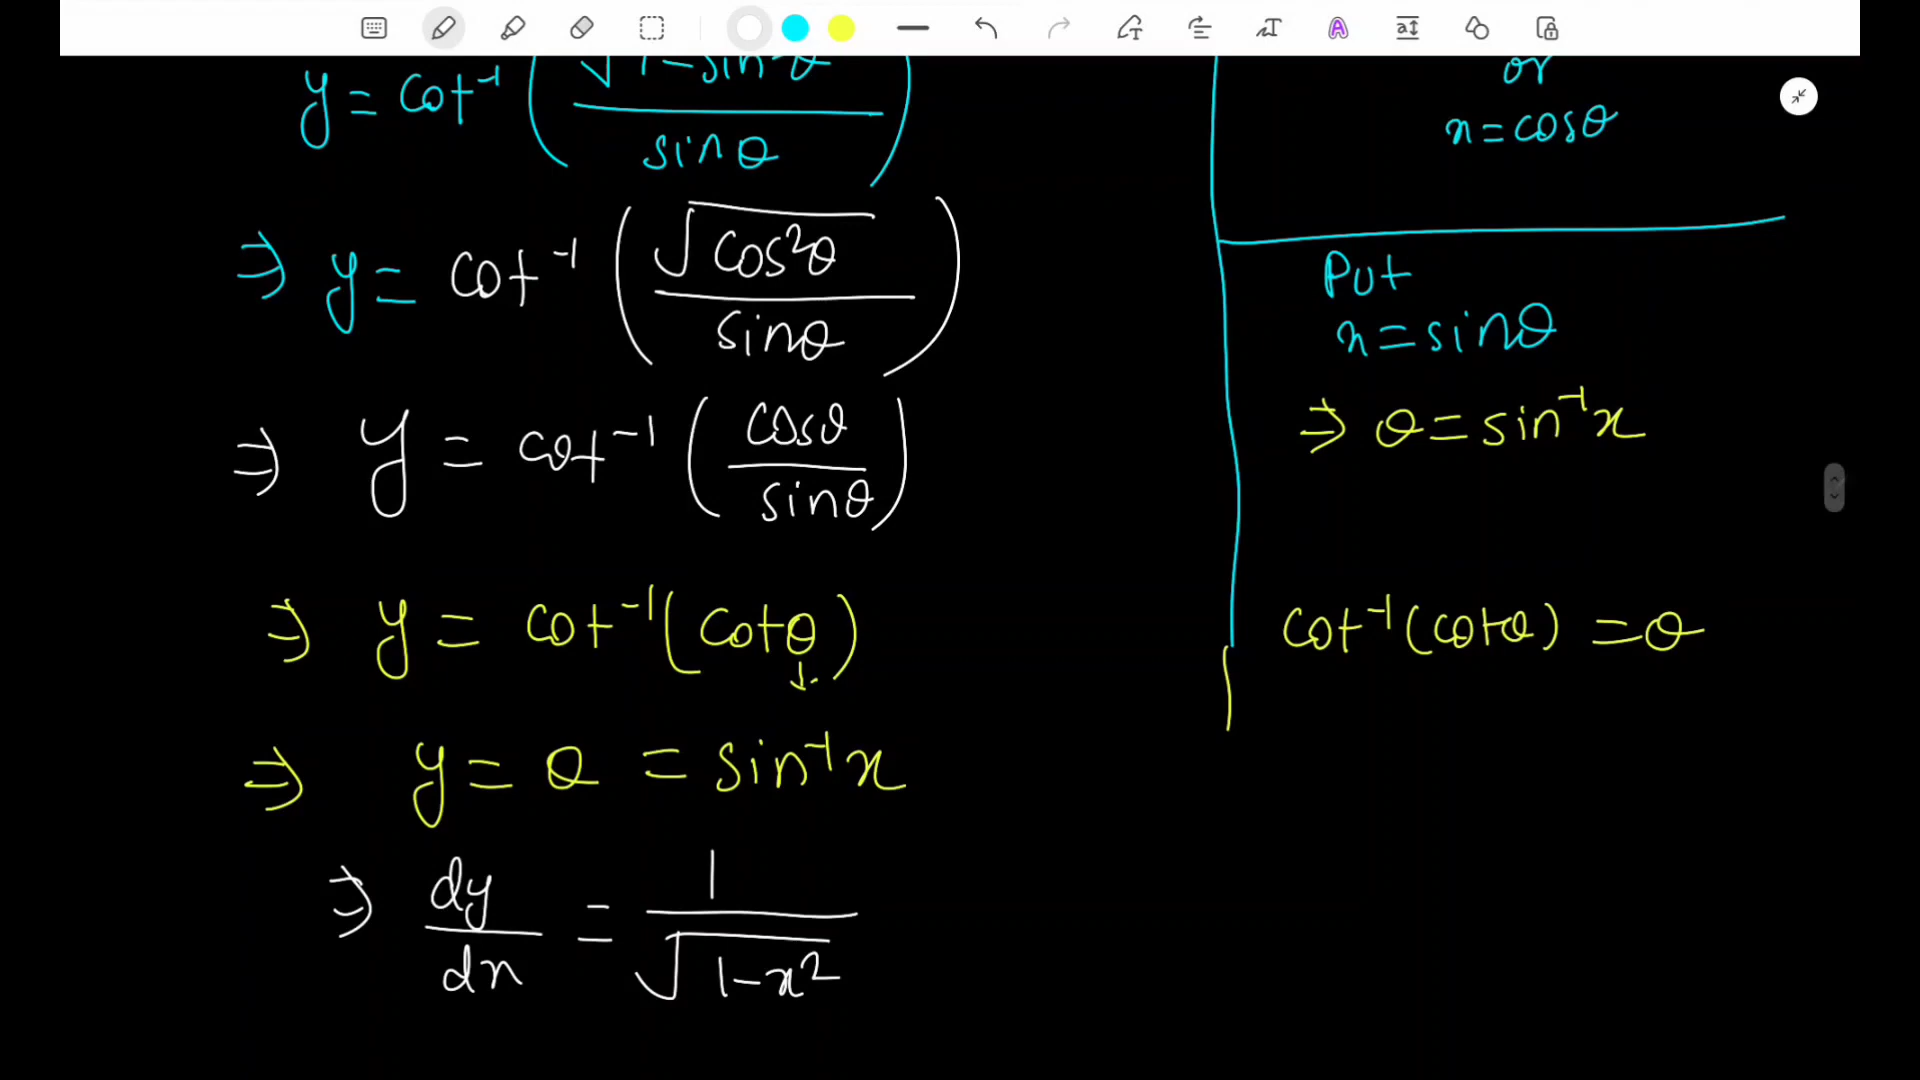 y = cot⁻¹ (√1-sin²θ / sinθ)
⇒ y = cot⁻¹ (√cos²θ / sinθ)
⇒ y = cot⁻¹ (cosθ / sinθ)
⇒ y = cot⁻¹(cotθ)
⇒ y = θ = sin⁻¹x
⇒ dy/dx = 1/√1-x²
or
x = cosθ
Put
x = sinθ
⇒ θ = sin⁻¹x
cot⁻¹(cotθ) = θ